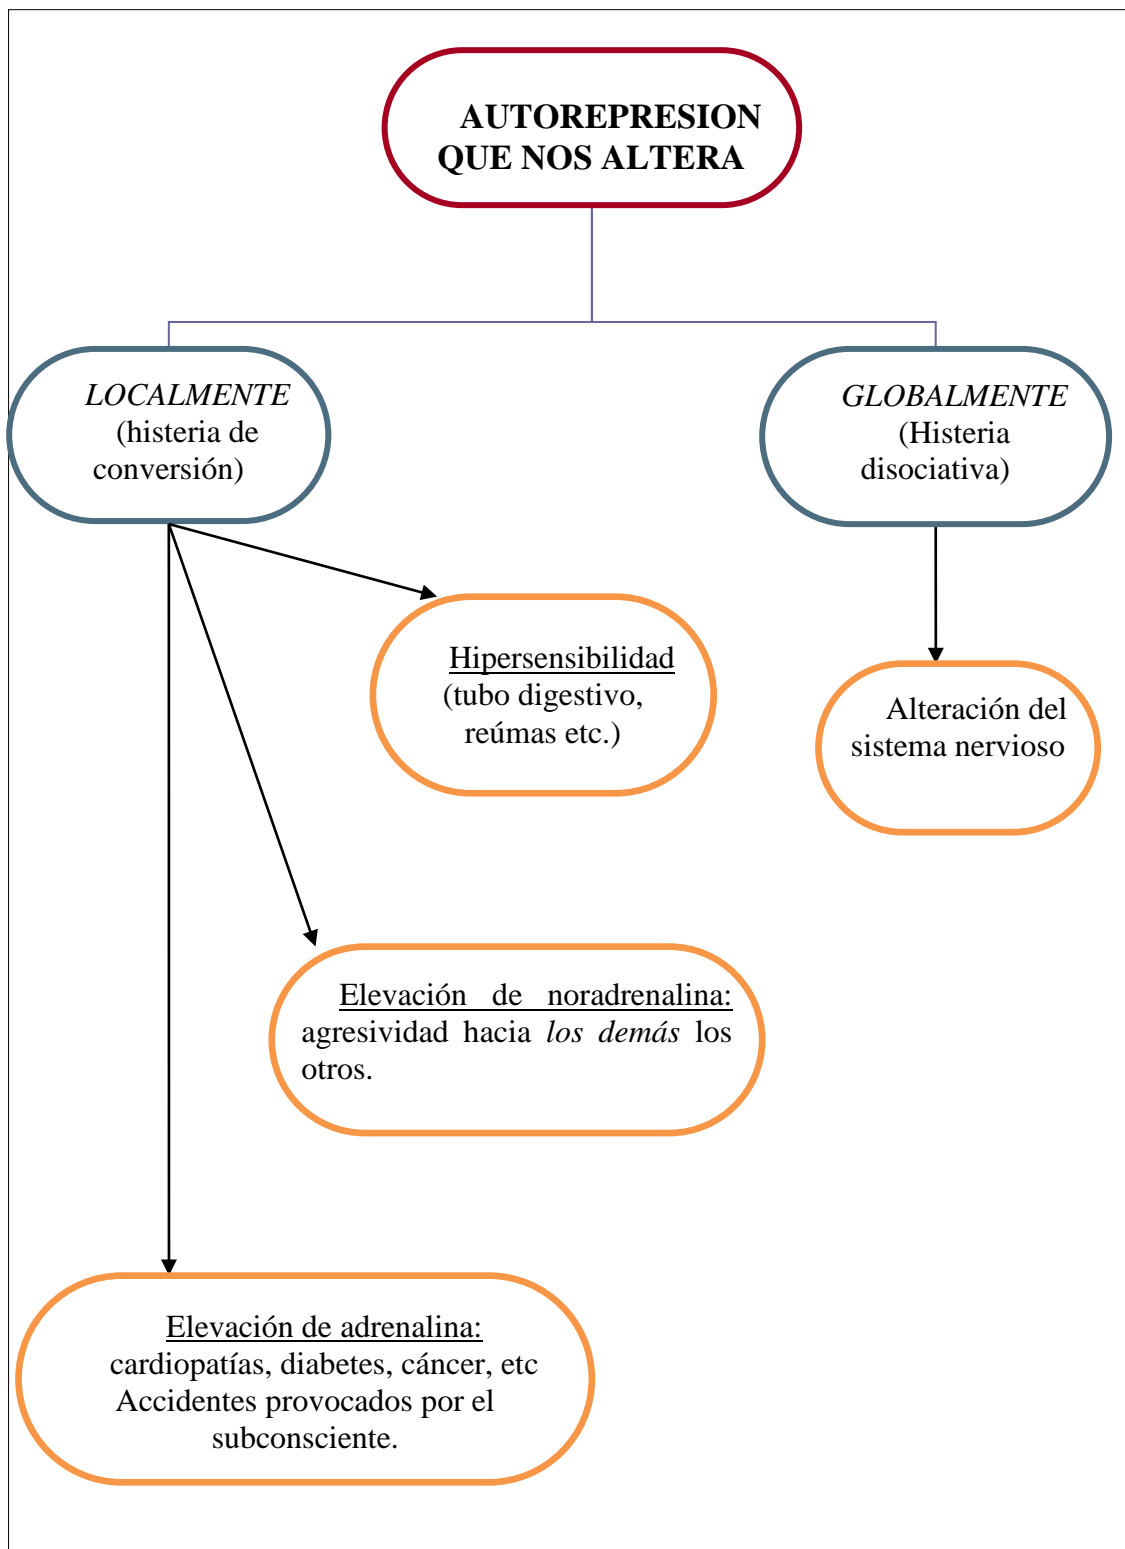 AUTOREPRESION
QUE NOS ALTERA
LOCALMENTE
(histeria de
conversión)
GLOBALMENTE
(Histeria
disociativa)
Hipersensibilidad
(tubo digestivo,
reúmas etc.)
Alteración del
sistema nervioso
Elevación de noradrenalina:
agresividad hacia los demás los
otros.
Elevación de adrenalina:
cardiopatías, diabetes, cáncer, etc
Accidentes provocados por el
subconsciente.